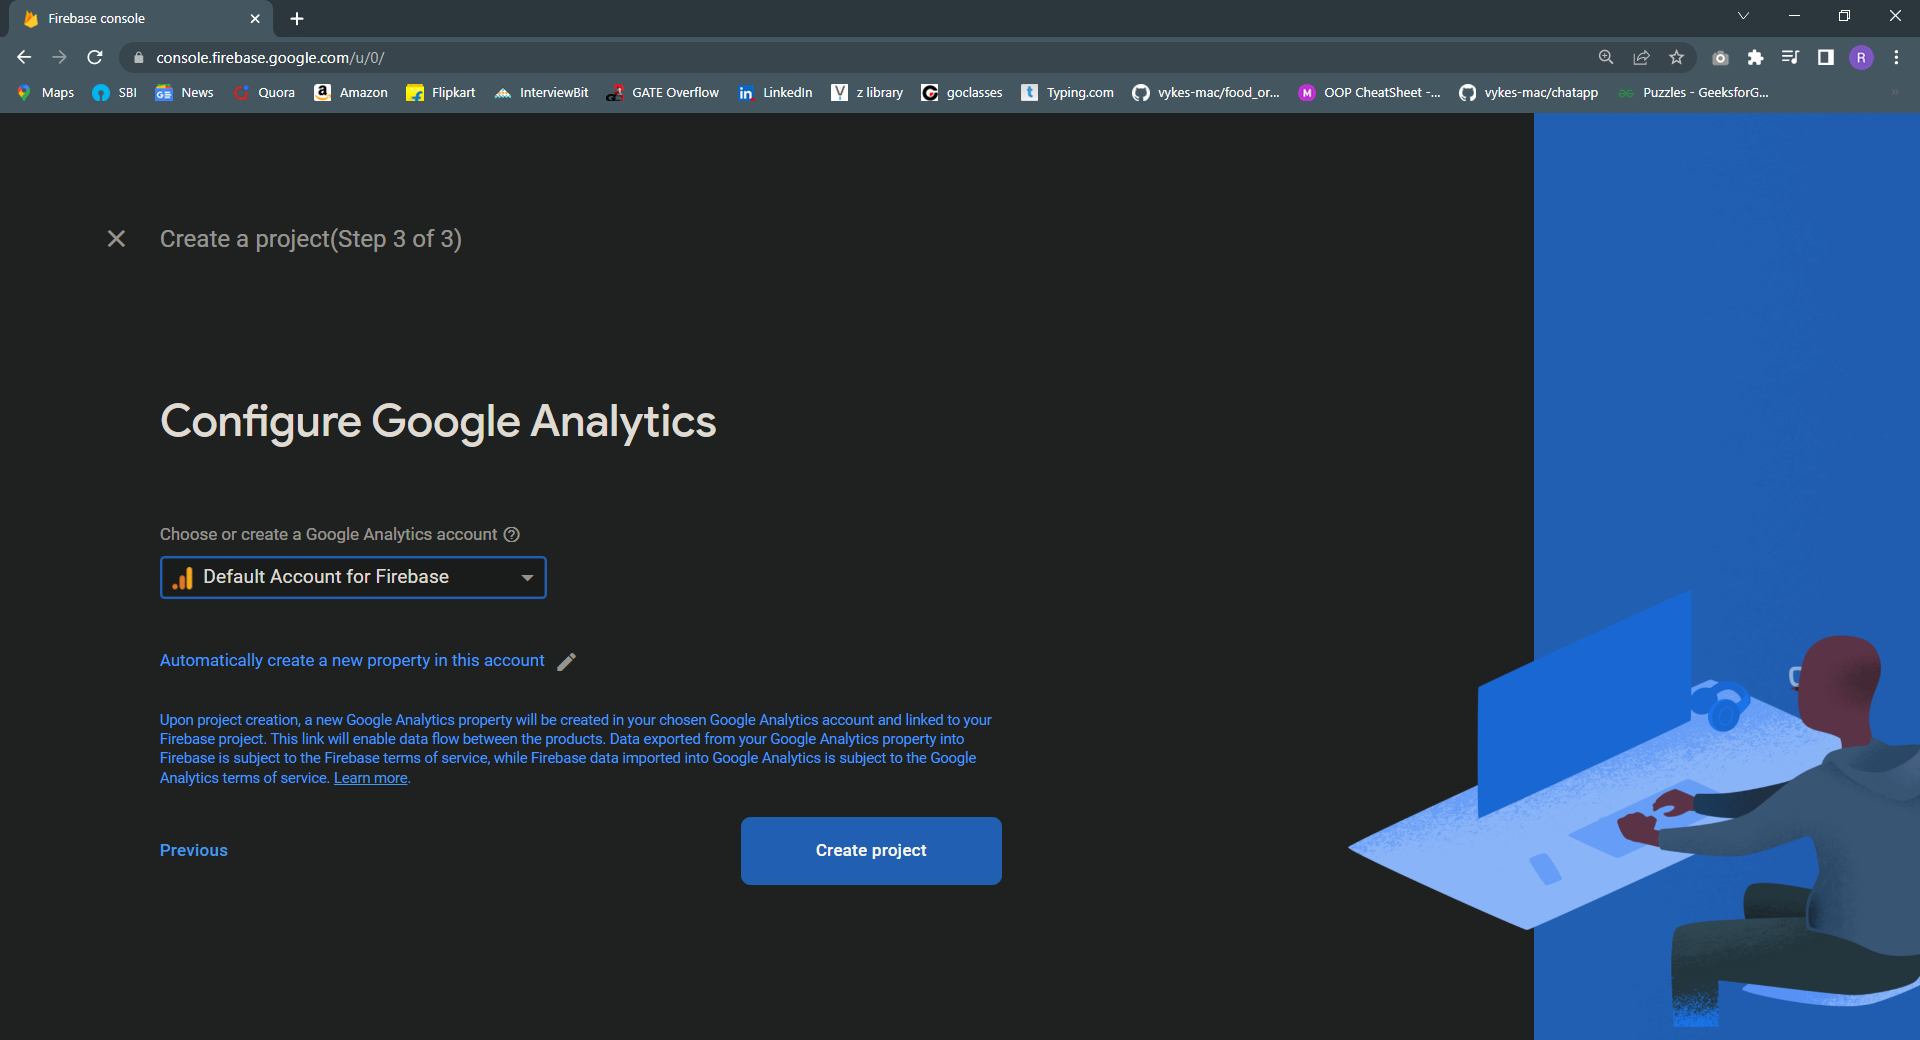 Firebase console
console.firebase.google.com/u/0/
R
Maps SBI News Quora Amazon Flipkart InterviewBit GATE Overflow LinkedIn z library goclasses Typing.com vykes-mac/food_or... OOP CheatSheet -... vykes-mac/chatapp Puzzles - GeeksforG...
Create a project(Step 3 of 3)
Configure Google Analytics
Choose or create a Google Analytics account
Default Account for Firebase
Automatically create a new property in this account
Upon project creation, a new Google Analytics property will be created in your chosen Google Analytics account and linked to your
Firebase project. This link will enable data flow between the products. Data exported from your Google Analytics property into
Firebase is subject to the Firebase terms of service, while Firebase data imported into Google Analytics is subject to the Google
Analytics terms of service. Learn more.
Previous Create project